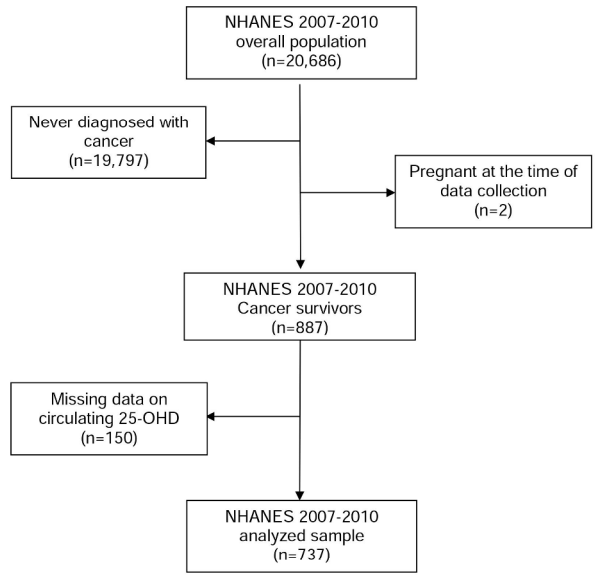 NHANES 2007-2010
overall population
(n=20,686)
Never diagnosed with
cancer
(n=19,797)
Pregnant at the time of
data collection
(n=2)
NHANES 2007-2010
Cancer survivors
(n=887)
Missing data on
circulating 25-OHD
(n=150)
NHANES 2007-2010
analyzed sample
(n=737)